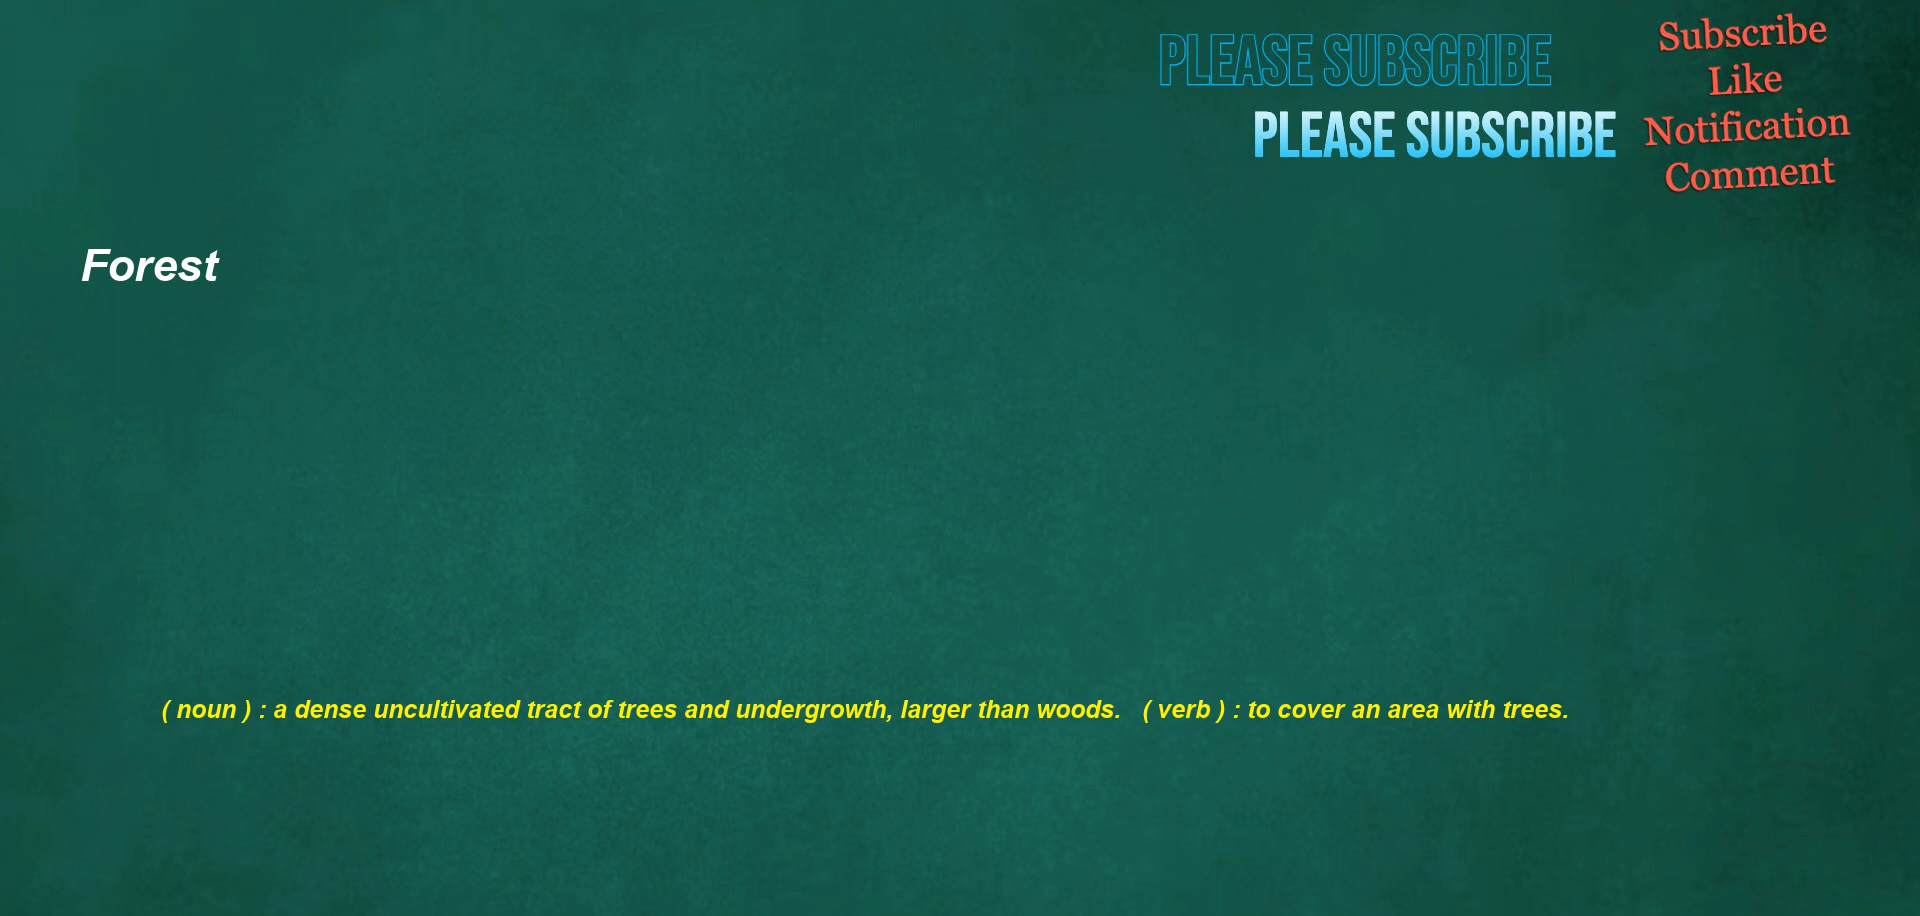 PLEASE SUBSCRIBE
PLEASE SUBSCRIBE
Subscribe
Like
Notification
Comment
Forest
( noun ) : a dense uncultivated tract of trees and undergrowth, larger than woods.   ( verb ) : to cover an area with trees.